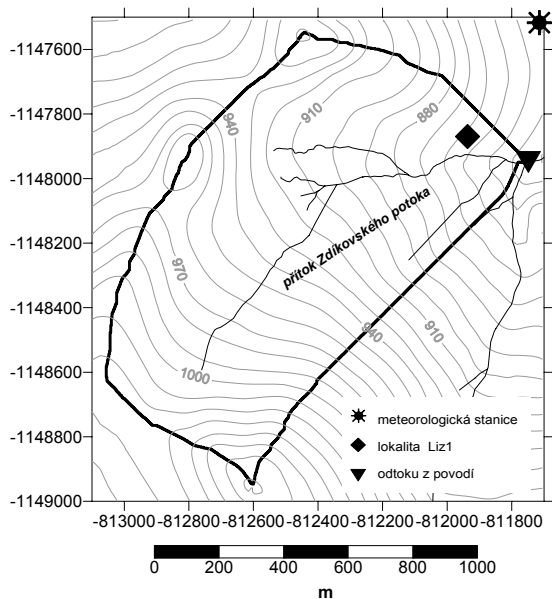 -1147600
-1147800
-1148000
-1148200
-1148400
-1148600
-1148800
-1149000
940
910
880
970
přítok Zdíkovského potoka
940
910
1000
meteorologická stanice
lokalita Liz1
odtoku z povodí
-813000 -812800 -812600 -812400 -812200 -812000 -811800
0 200 400 600 800 1000
m